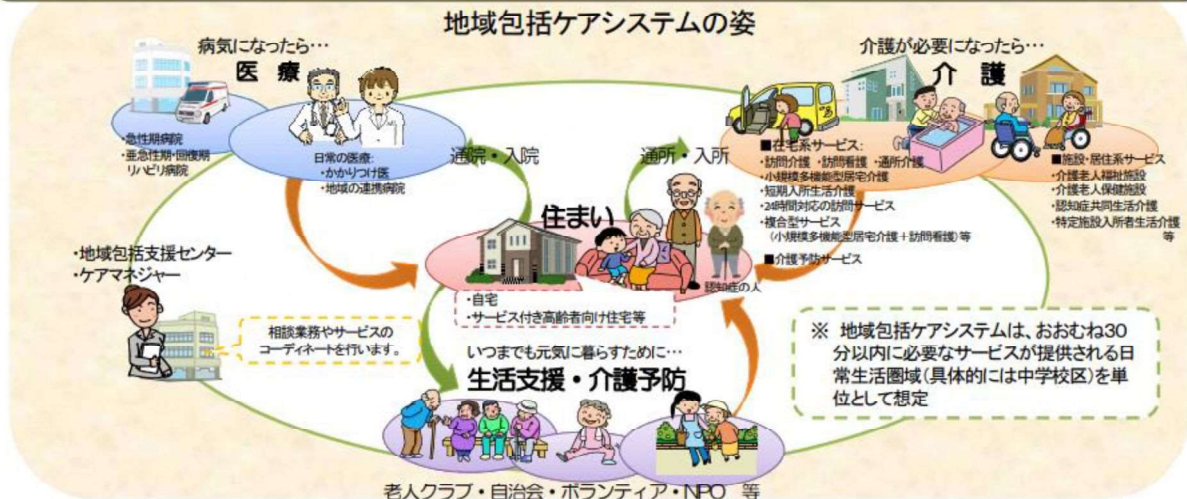 地域包括ケアシステムの姿
病気になったら…
医 療
・急性期病院
・亜急性期・回復期
リハビリ病院
日常の医療:
・かかりつけ医
・地域の連携病院
通院・入院
通所・入所
介護が必要になったら…
介 護
■在宅系サービス:
・訪問介護 ・訪問看護 ・通所介護
・小規模多機能型居宅介護
・短期入所生活介護
・24時間対応の訪問サービス
・複合型サービス
(小規模多機能型居宅介護+訪問看護)等
■介護予防サービス
■施設・居住系サービス
・介護老人福祉施設
・介護老人保健施設
・認知症共同生活介護
・特定施設入所者生活介護
等
住まい
認知症の人
・自宅
・サービス付き高齢者向け住宅等
・地域包括支援センター
・ケアマネジャー
相談業務やサービスの
コーディネートを行います。
いつまでも元気に暮らすために…
生活支援・介護予防
老人クラブ・自治会・ボランティア・NPO 等
※ 地域包括ケアシステムは、おおむね30
分以内に必要なサービスが提供される日
常生活圏域(具体的には中学校区)を単
位として想定